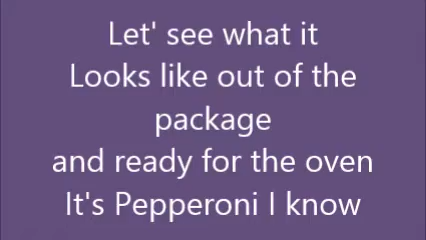 Let' see what it
Looks like out of the
package
and ready for the oven
It's Pepperoni I know